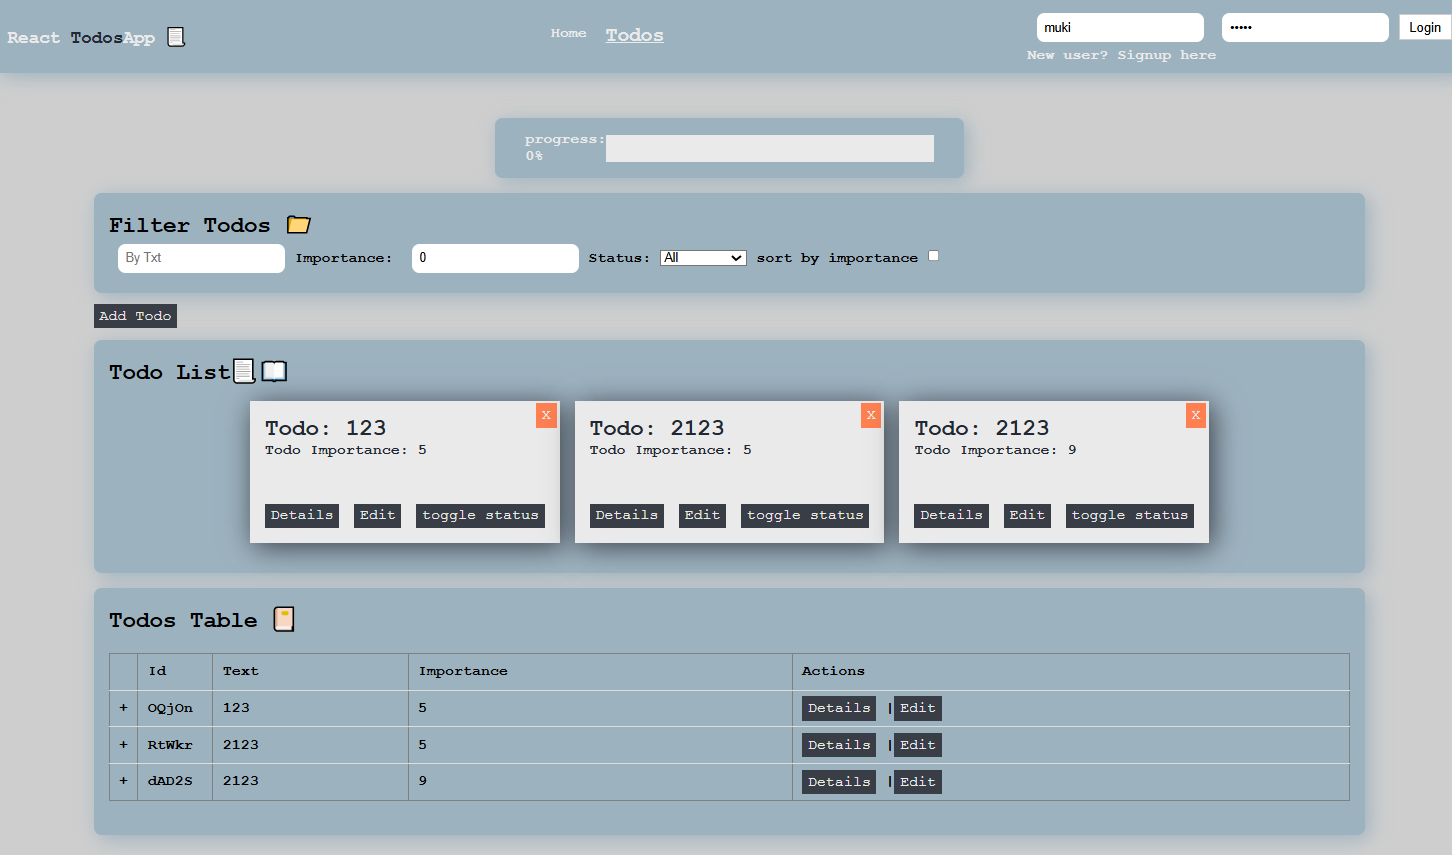 React TodosApp
Home Todos
muki ••••• Login
New user? Signup here
progress:
0%
Filter Todos
By Txt Importance: 0 Status: All sort by importance
Add Todo
Todo List
X X X
Todo: 123 Todo: 2123 Todo: 2123
Todo Importance: 5 Todo Importance: 5 Todo Importance: 9
Details Edit toggle status Details Edit toggle status Details Edit toggle status
Todos Table
Id Text Importance Actions
+ OQjOn 123 5 Details | Edit
+ RtWkr 2123 5 Details | Edit
+ dAD2S 2123 9 Details | Edit